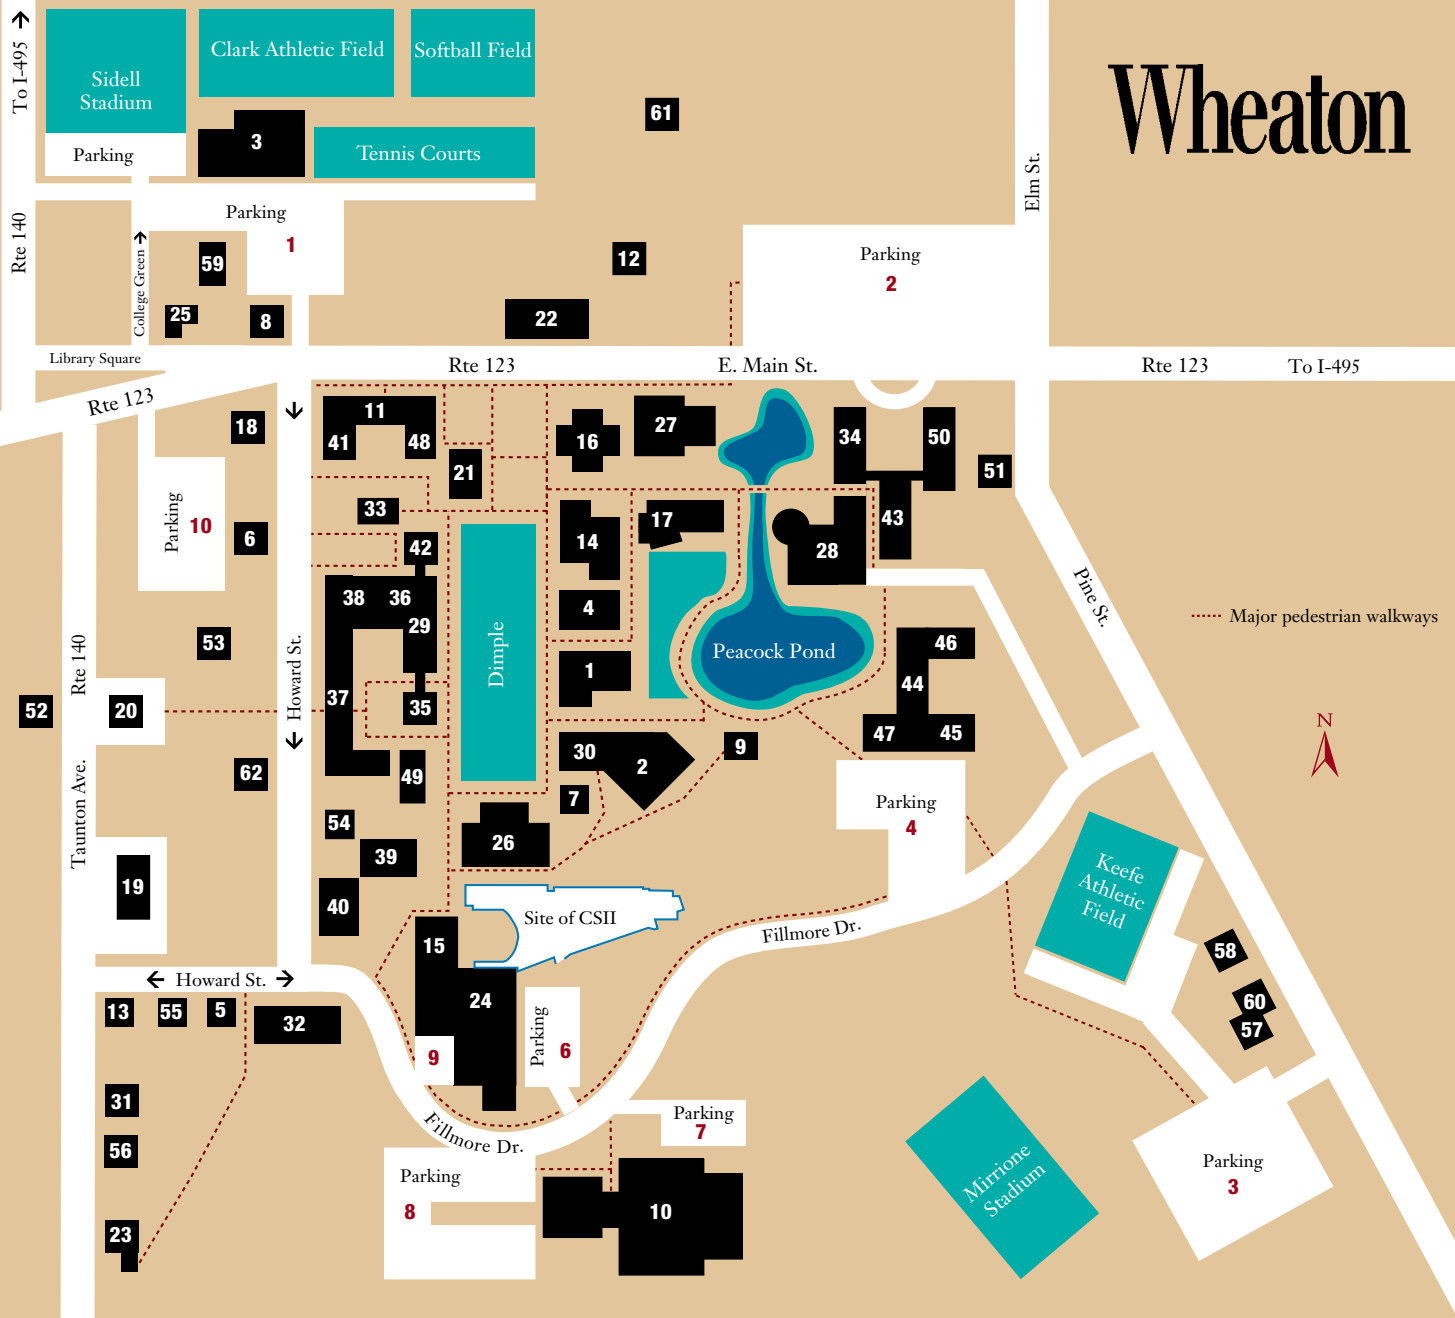 To I-495
Sidell
Stadium
Clark Athletic Field
Softball Field
Parking
3
Tennis Courts
61
Wheaton
Elm St.
Rte 140
Parking
1
College Green
59
25
8
12
22
Parking
2
Library Square
Rte 123
E. Main St.
Rte 123
To I-495
Rte 123
18
11
41
48
21
16
27
34
50
51
Parking
10
6
33
42
14
17
28
43
38
36
29
4
Pine St.
Major pedestrian walkways
53
Rte 140
Howard St.
37
35
Dimple
1
Peacock Pond
46
44
47
45
52
20
N
62
49
30
2
9
7
Taunton Ave.
54
39
26
Parking
4
Keefe
Athletic
Field
19
40
15
Site of CSII
Fillmore Dr.
58
60
57
Howard St.
13
55
5
32
24
9
Parking
6
31
56
23
Fillmore Dr.
Parking
7
Parking
8
10
Mirrione
Stadium
Parking
3